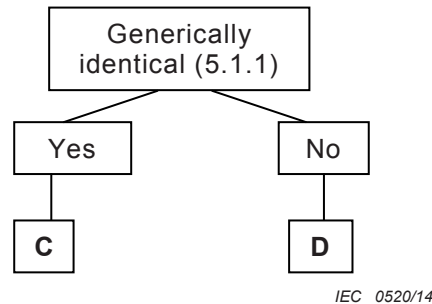 Generically
identical (5.1.1)
Yes
No
C
D
IEC 0520/14